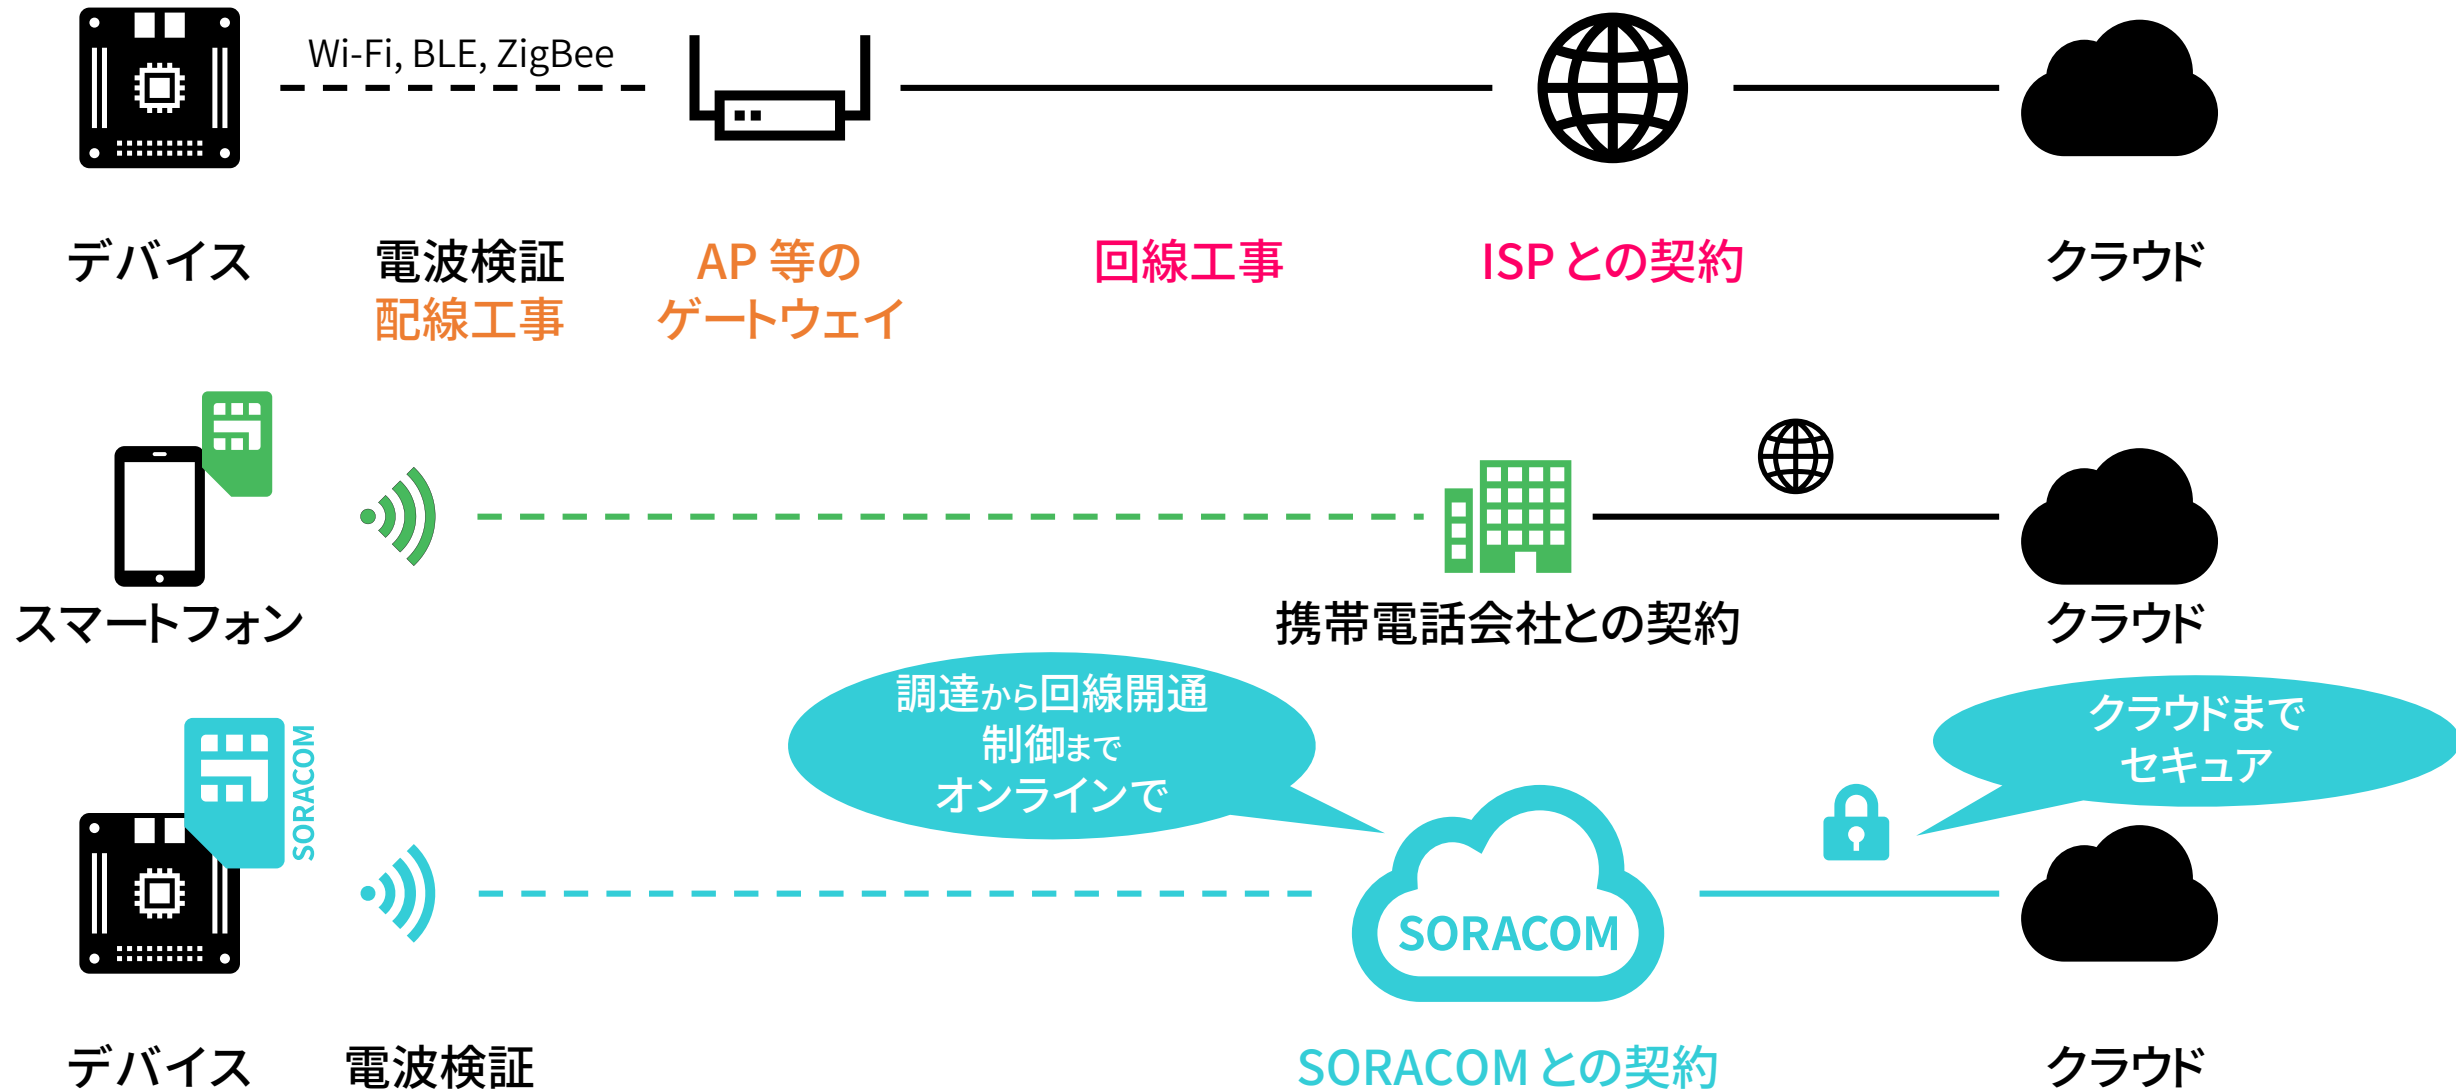 Wi-Fi, BLE, ZigBee
デバイス
電波検証
配線工事
AP 等の
ゲートウェイ
回線工事
ISP との契約
クラウド
スマートフォン
携帯電話会社との契約
クラウド
調達から回線開通
制御まで
オンラインで
クラウドまで
セキュア
SORACOM
SORACOM
デバイス
電波検証
SORACOM との契約
クラウド